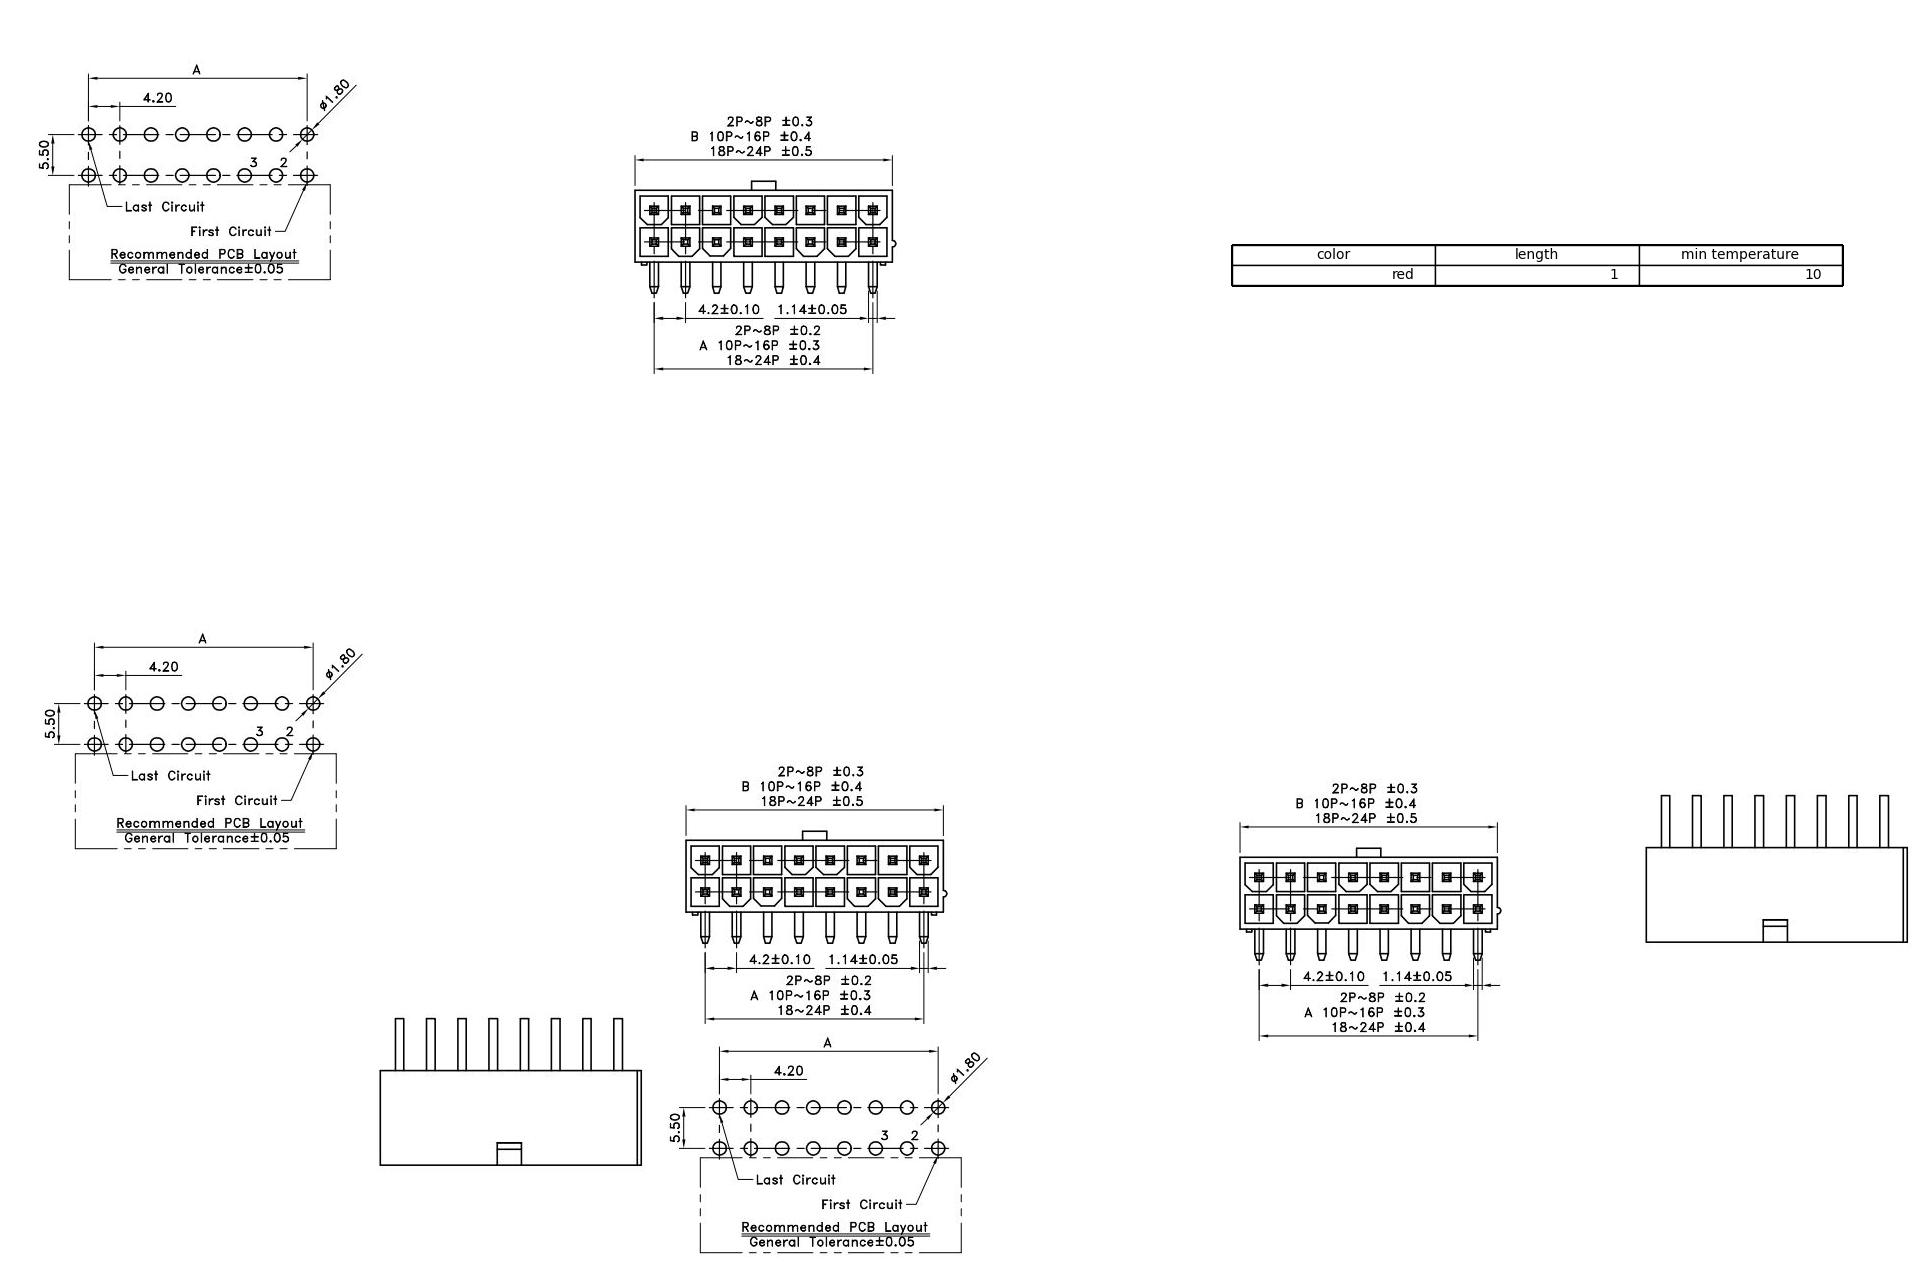 A
4.20
ø1.80
5.50
3 2
Last Circuit
First Circuit
Recommended PCB Layout
General Tolerance±0.05
2P~8P ±0.3
B 10P~16P ±0.4
18P~24P ±0.5
4.2±0.10 1.14±0.05
2P~8P ±0.2
A 10P~16P ±0.3
18~24P ±0.4
color length min temperature
red 1 10
A
4.20
ø1.80
5.50
3 2
Last Circuit
First Circuit
Recommended PCB Layout
General Tolerance±0.05
2P~8P ±0.3
B 10P~16P ±0.4
18P~24P ±0.5
4.2±0.10 1.14±0.05
2P~8P ±0.2
A 10P~16P ±0.3
18~24P ±0.4
2P~8P ±0.3
B 10P~16P ±0.4
18P~24P ±0.5
4.2±0.10 1.14±0.05
2P~8P ±0.2
A 10P~16P ±0.3
18~24P ±0.4
A
4.20
ø1.80
5.50
3 2
Last Circuit
First Circuit
Recommended PCB Layout
General Tolerance±0.05